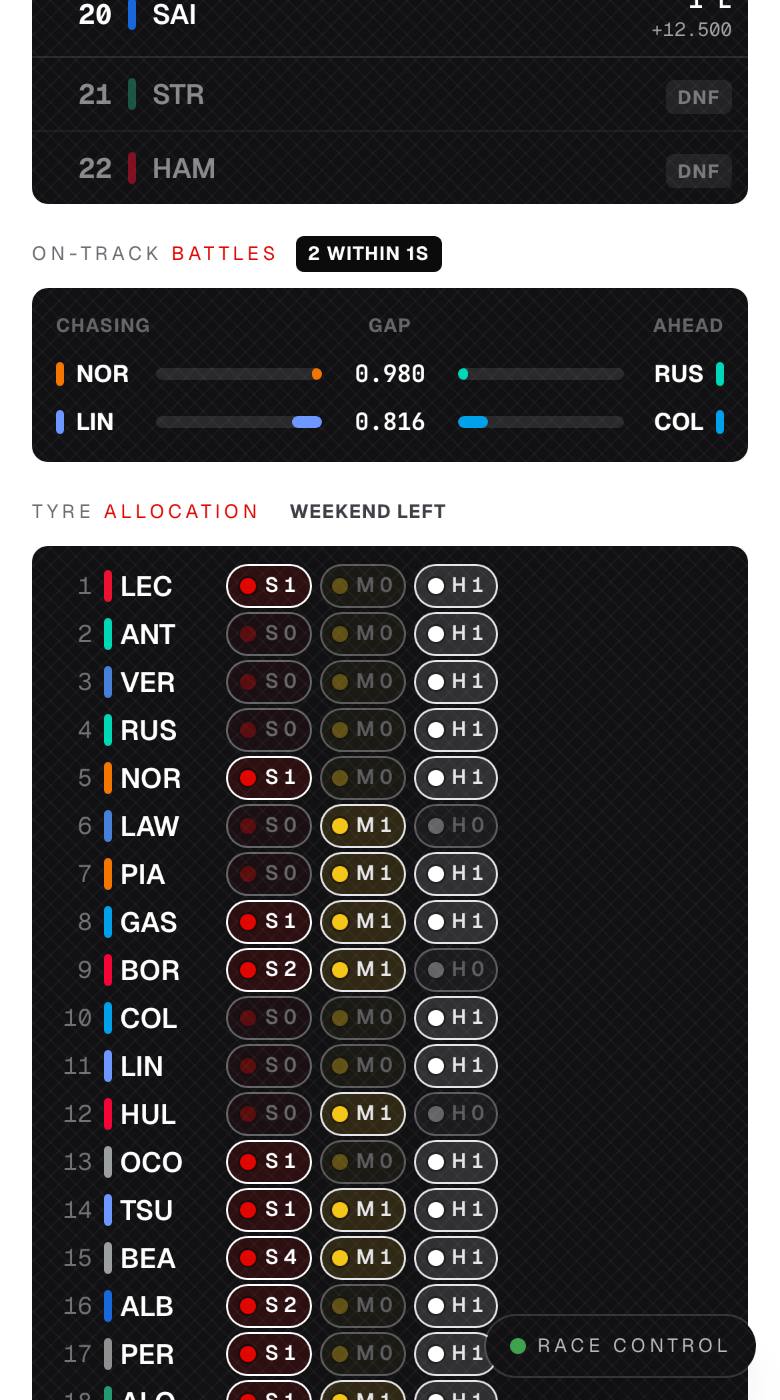 20 SAI 1 L
+12.500
21 STR DNF
22 HAM DNF
ON-TRACK BATTLES 2 WITHIN 1S
CHASING GAP AHEAD
NOR 0.980 RUS
LIN 0.816 COL
TYRE ALLOCATION WEEKEND LEFT
1 LEC S 1 M 0 H 1
2 ANT S 0 M 0 H 1
3 VER S 0 M 0 H 1
4 RUS S 0 M 0 H 1
5 NOR S 1 M 0 H 1
6 LAW S 0 M 1 H 0
7 PIA S 0 M 1 H 1
8 GAS S 1 M 1 H 1
9 BOR S 2 M 1 H 0
10 COL S 0 M 0 H 1
11 LIN S 0 M 0 H 1
12 HUL S 0 M 1 H 0
13 OCO S 1 M 0 H 1
14 TSU S 1 M 1 H 1
15 BEA S 4 M 1 H 1
16 ALB S 2 M 0 H 1
17 PER S 1 M 0 H 1
RACE CONTROL
18 ALO S 1 M 1 H 1